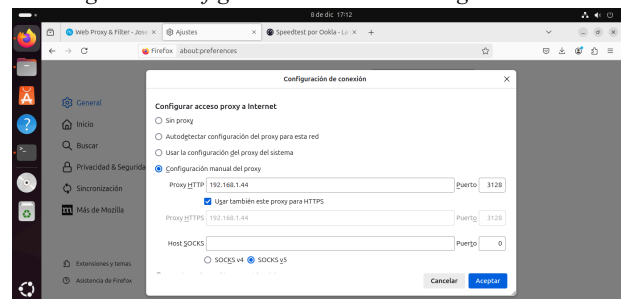 8 de dic 17:12
Web Proxy & Filter - Jose
Ajustes
Speedtest por Ookla - La
Firefox about:preferences
Configuración de conexión
General
Inicio
Buscar
Privacidad & Segurida
Sincronización
Más de Mozilla
Extensiones y temas
Asistencia de Firefox
Configurar acceso proxy a Internet
Sin proxy
Autodetectar configuración del proxy para esta red
Usar la configuración del proxy del sistema
Configuración manual del proxy
Proxy HTTP 192.168.1.44 Puerto 3128
Usar también este proxy para HTTPS
Proxy HTTPS 192.168.1.44 Puerto 3128
Host SOCKS Puerto 0
SOCKS v4 SOCKS v5
Cancelar Aceptar